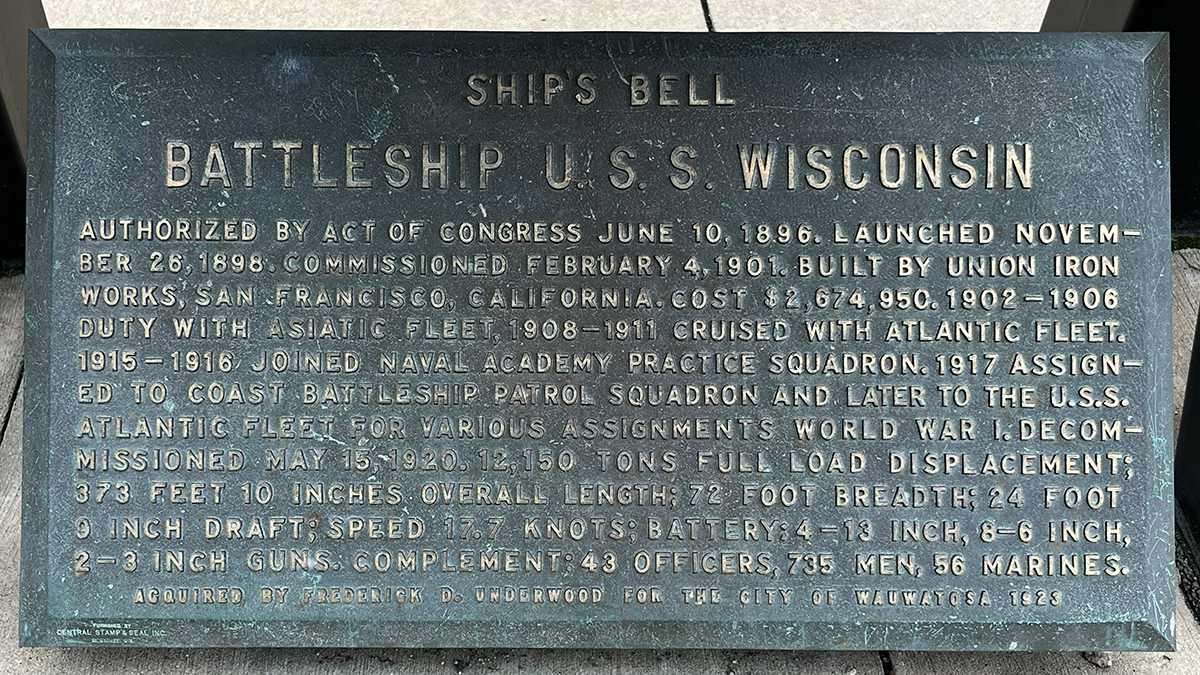 SHIP'S BELL
BATTLESHIP U.S.S. WISCONSIN
AUTHORIZED BY ACT OF CONGRESS JUNE 10, 1896. LAUNCHED NOVEM-
BER 26, 1898. COMMISSIONED FEBRUARY 4, 1901. BUILT BY UNION IRON
WORKS, SAN FRANCISCO, CALIFORNIA. COST $2,674,950. 1902-1906
DUTY WITH ASIATIC FLEET, 1908-1911 CRUISED WITH ATLANTIC FLEET.
1915-1916 JOINED NAVAL ACADEMY PRACTICE SQUADRON. 1917 ASSIGN-
ED TO COAST BATTLESHIP PATROL SQUADRON AND LATER TO THE U.S.S.
ATLANTIC FLEET FOR VARIOUS ASSIGNMENTS WORLD WAR I. DECOM-
MISSIONED MAY 15, 1920. 12,150 TONS FULL LOAD DISPLACEMENT;
373 FEET 10 INCHES OVERALL LENGTH; 72 FOOT BREADTH; 24 FOOT
9 INCH DRAFT; SPEED 17.7 KNOTS; BATTERY: 4-13 INCH, 8-6 INCH,
2-3 INCH GUNS. COMPLEMENT: 43 OFFICERS, 735 MEN, 56 MARINES.
ACQUIRED BY FREDERICK D. UNDERWOOD FOR THE CITY OF WAUWATOSA 1923
FURNISHED BY
CENTRAL STAMP & SEAL INC.